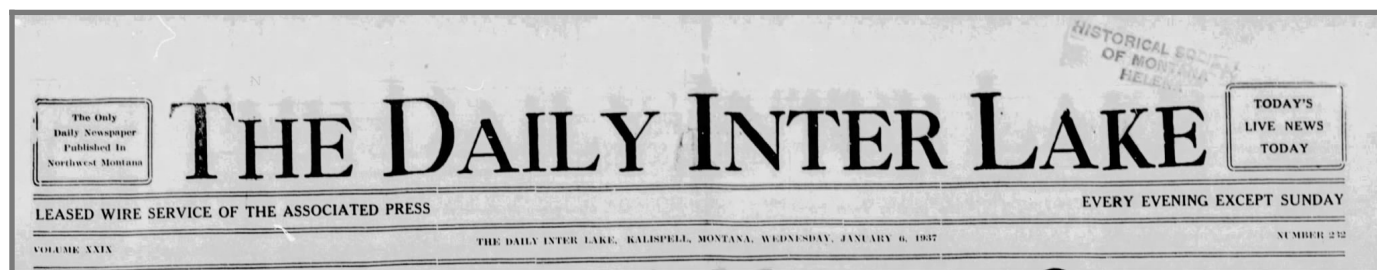 HISTORICAL SOCIETY
OF MONTANA
HELENA
The Only
Daily Newspaper
Published In
Northwest Montana
THE DAILY INTER LAKE
TODAY'S
LIVE NEWS
TODAY
LEASED WIRE SERVICE OF THE ASSOCIATED PRESS
EVERY EVENING EXCEPT SUNDAY
VOLUME XXIX
THE DAILY INTER LAKE, KALISPELL, MONTANA, WEDNESDAY, JANUARY 6, 1937
NUMBER 232